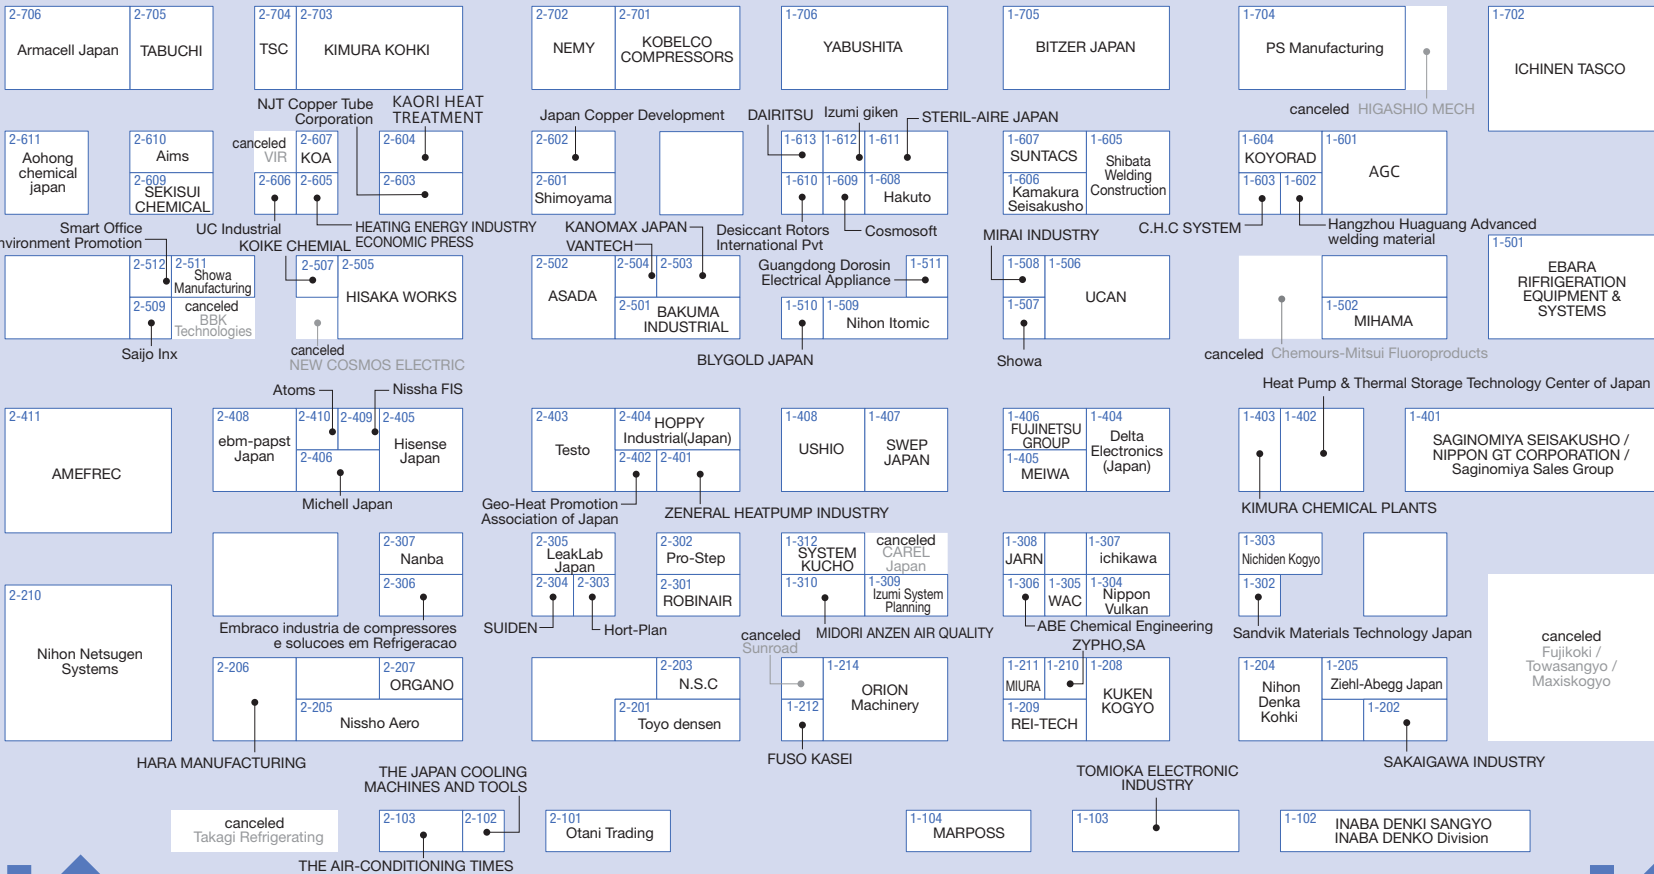 2-706
Armacell Japan
2-705
TABUCHI
2-704
TSC
2-703
KIMURA KOHKI
2-702
NEMY
2-701
KOBELCO
COMPRESSORS
1-706
YABUSHITA
1-705
BITZER JAPAN
1-704
PS Manufacturing
canceled HIGASHIO MECH
1-702
ICHINEN TASCO
2-611
Aohong
chemical
japan
2-610
Aims
2-609
SEKISUI
CHEMICAL
canceled
VIR
2-607
KOA
2-606
UC Industrial
2-605
HEATING ENERGY INDUSTRY
ECONOMIC PRESS
NJT Copper Tube
Corporation
KAORI HEAT
TREATMENT
2-604
2-603
Japan Copper Development
2-602
2-601
Shimoyama
DAIRITSU
Izumi giken
STERIL-AIRE JAPAN
1-613
1-612
1-611
1-610
1-609
1-608
Hakuto
Desiccant Rotors
International Pvt
Cosmosoft
1-607
SUNTACS
1-606
Kamakura
Seisakusho
1-605
Shibata
Welding
Construction
1-604
KOYORAD
1-603
1-602
1-601
AGC
C.H.C SYSTEM
Hangzhou Huaguang Advanced
welding material
Smart Office
nvironment Promotion
2-512
2-511
Showa
Manufacturing
2-509
canceled
BBK
Technologies
Saijo Inx
KOIKE CHEMIAL
2-507
2-505
HISAKA WORKS
canceled
NEW COSMOS ELECTRIC
KANOMAX JAPAN
VANTECH
2-502
ASADA
2-504
2-503
2-501
BAKUMA
INDUSTRIAL
Guangdong Dorosin
Electrical Appliance
1-511
1-510
1-509
Nihon Itomic
BLYGOLD JAPAN
MIRAI INDUSTRY
1-508
1-507
1-506
UCAN
Showa
1-502
MIHAMA
canceled Chemours-Mitsui Fluoroproducts
1-501
EBARA
RIFRIGERATION
EQUIPMENT &
SYSTEMS
2-411
AMEFREC
Atoms
Nissha FIS
2-408
ebm-papst
Japan
2-410
2-409
2-406
2-405
Hisense
Japan
Michell Japan
2-403
Testo
2-404
HOPPY
Industrial(Japan)
2-402
2-401
Geo-Heat Promotion
Association of Japan
ZENERAL HEATPUMP INDUSTRY
1-408
USHIO
1-407
SWEP
JAPAN
1-406
FUJINETSU
GROUP
1-405
MEIWA
1-404
Delta
Electronics
(Japan)
Heat Pump & Thermal Storage Technology Center of Japan
1-403
1-402
KIMURA CHEMICAL PLANTS
1-401
SAGINOMIYA SEISAKUSHO /
NIPPON GT CORPORATION /
Saginomiya Sales Group
2-307
Nanba
2-306
Embraco industria de compressores
e solucoes em Refrigeracao
2-305
LeakLab
Japan
2-304
2-303
SUIDEN
Hort-Plan
2-302
Pro-Step
2-301
ROBINAIR
1-312
SYSTEM
KUCHO
canceled
CAREL
Japan
1-310
1-309
Izumi System
Planning
MIDORI ANZEN AIR QUALITY
1-308
JARN
1-307
ichikawa
1-306
1-305
WAC
1-304
Nippon
Vulkan
ABE Chemical Engineering
1-303
Nichiden Kogyo
1-302
Sandvik Materials Technology Japan
2-210
Nihon Netsugen
Systems
2-206
2-207
ORGANO
2-205
Nissho Aero
HARA MANUFACTURING
2-203
N.S.C
2-201
Toyo densen
canceled
Sunroad
1-214
ORION
Machinery
1-212
FUSO KASEI
ZYPHO,SA
1-211
MIURA
1-210
1-209
REI-TECH
1-208
KUKEN
KOGYO
1-204
Nihon
Denka
Kohki
1-205
Ziehl-Abegg Japan
1-202
SAKAIGAWA INDUSTRY
canceled
Fujikoki /
Towasangyo /
Maxiskogyo
canceled
Takagi Refrigerating
THE JAPAN COOLING
MACHINES AND TOOLS
2-103
2-102
THE AIR-CONDITIONING TIMES
2-101
Otani Trading
1-104
MARPOSS
TOMIOKA ELECTRONIC
INDUSTRY
1-103
1-102
INABA DENKI SANGYO
INABA DENKO Division